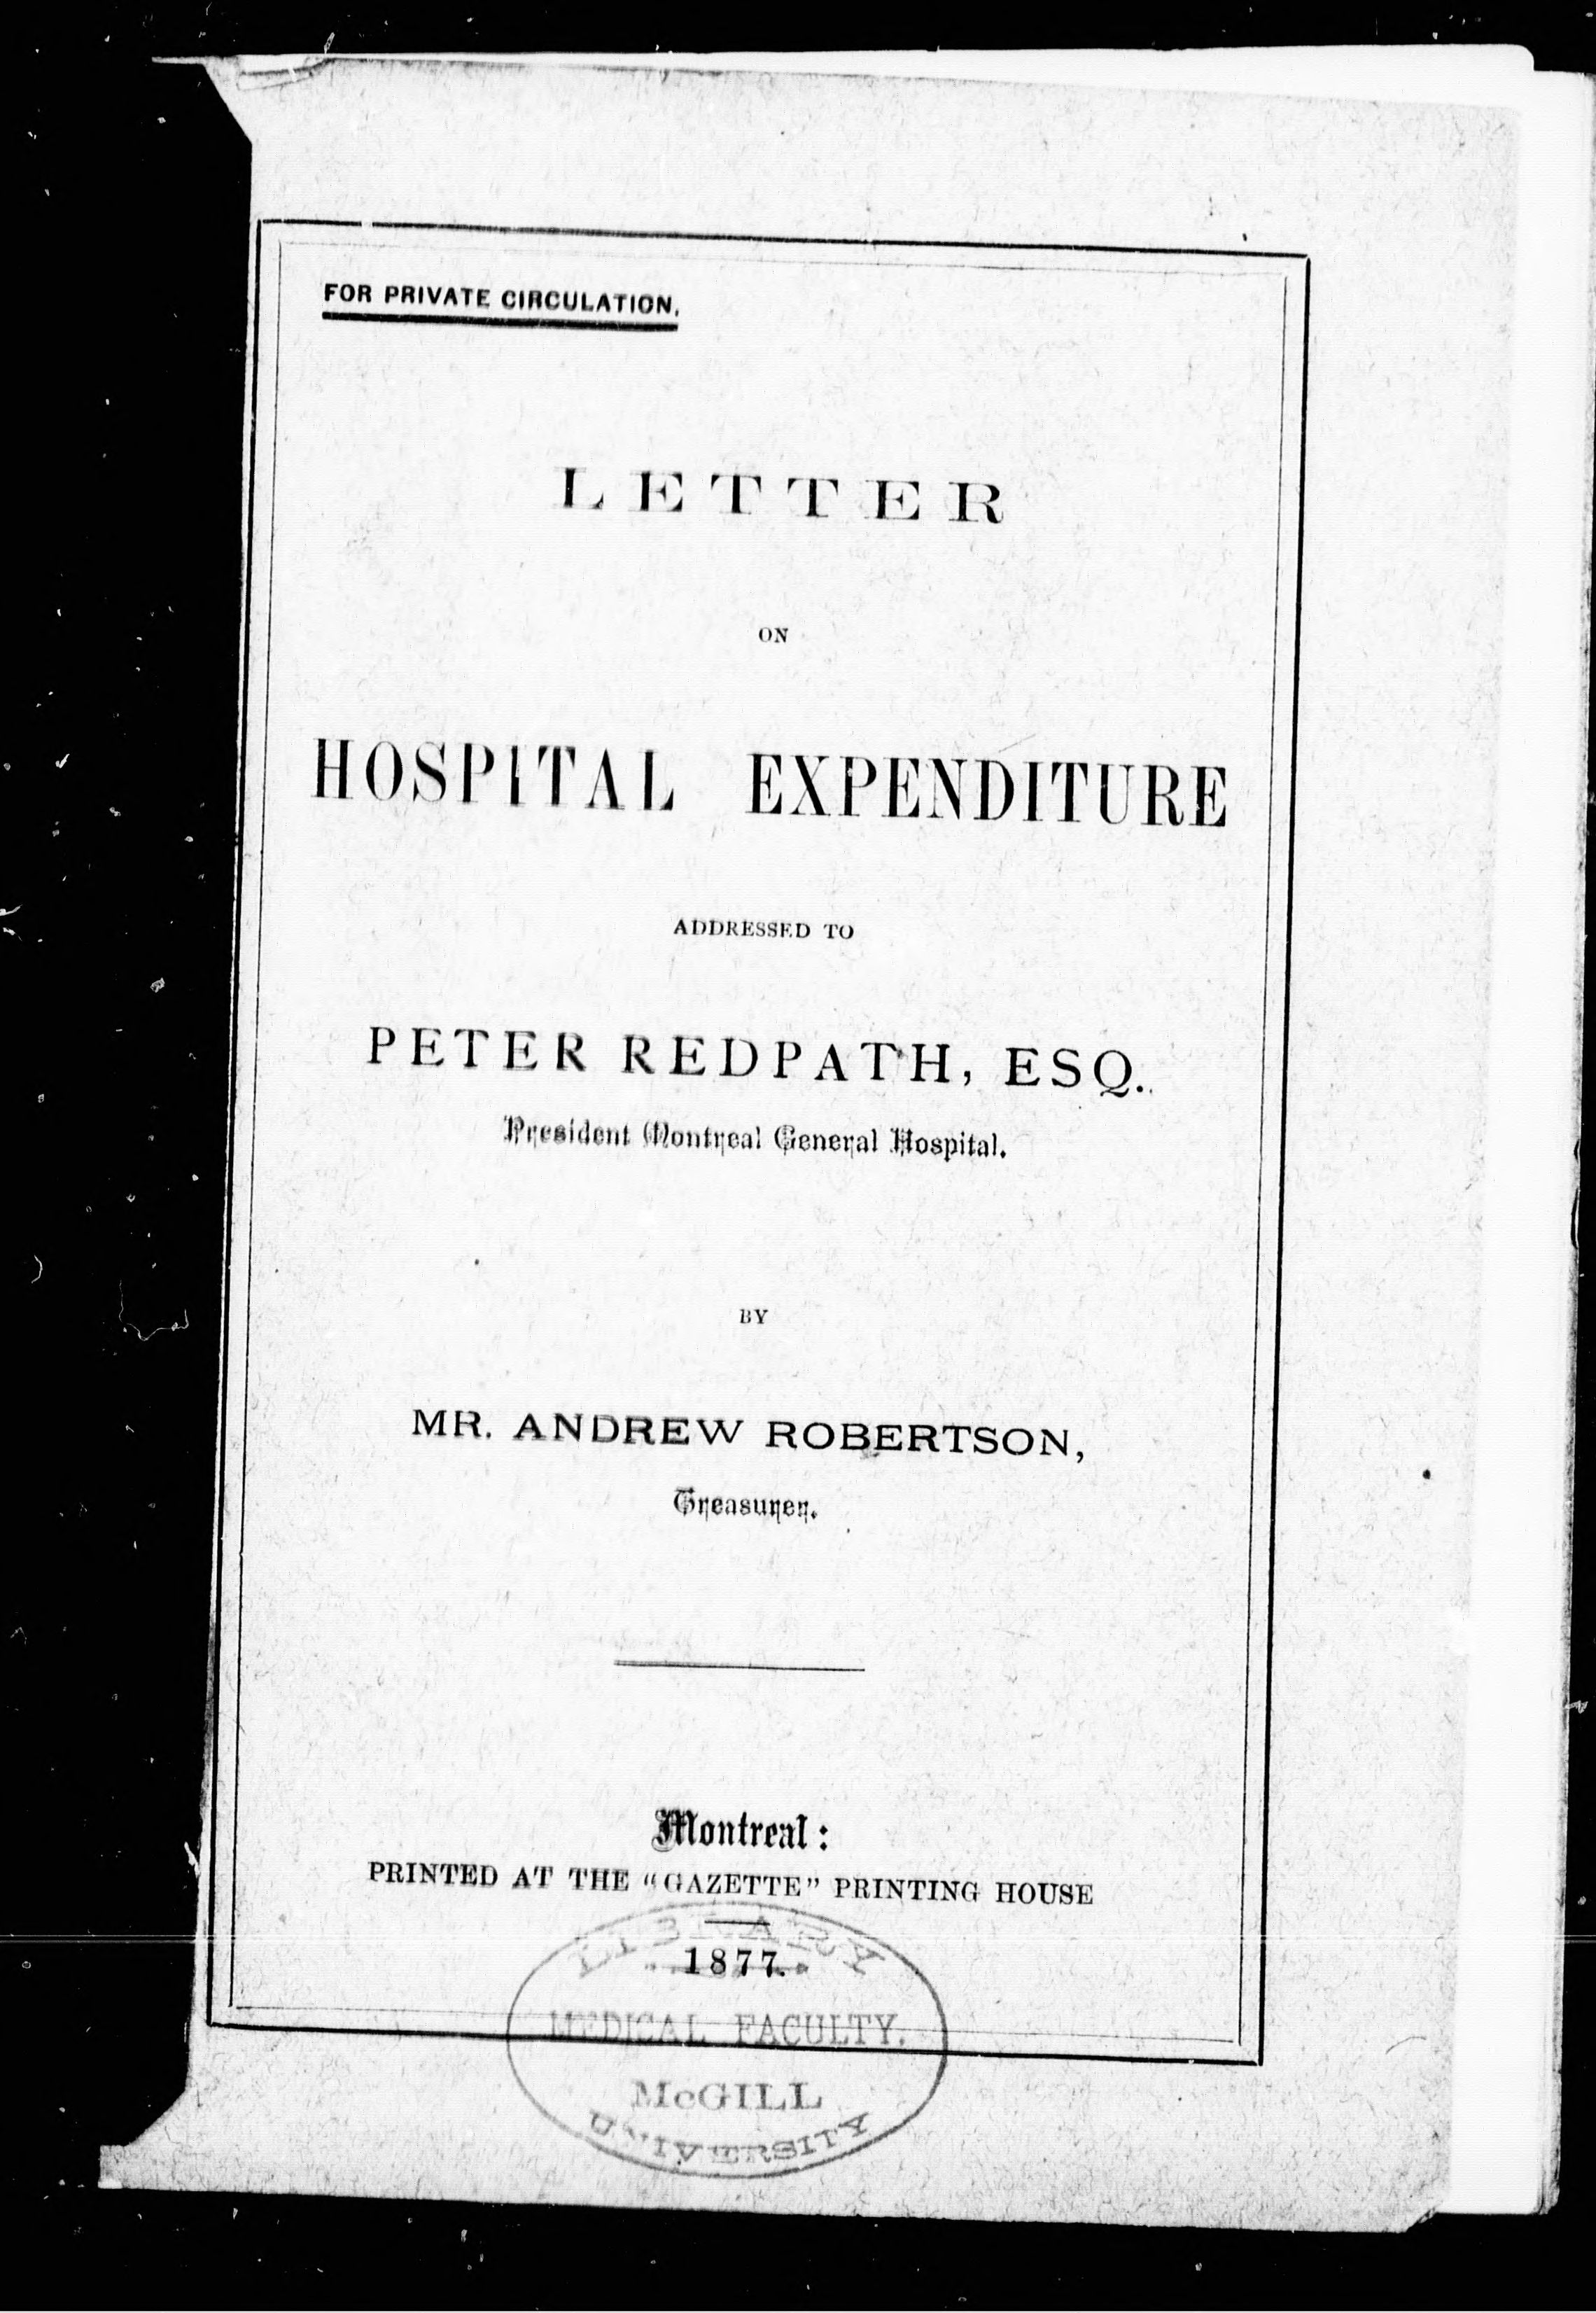 FOR PRIVATE CIRCULATION.
LETTER
ON
HOSPITAL EXPENDITURE
ADDRESSED TO
PETER REDPATH, ESQ.
President Montreal General Hospital.
BY
MR. ANDREW ROBERTSON,
Treasurer.
Montreal:
PRINTED AT THE "GAZETTE" PRINTING HOUSE
1877.
LIBRARY
MEDICAL FACULTY.
McGILL
UNIVERSITY